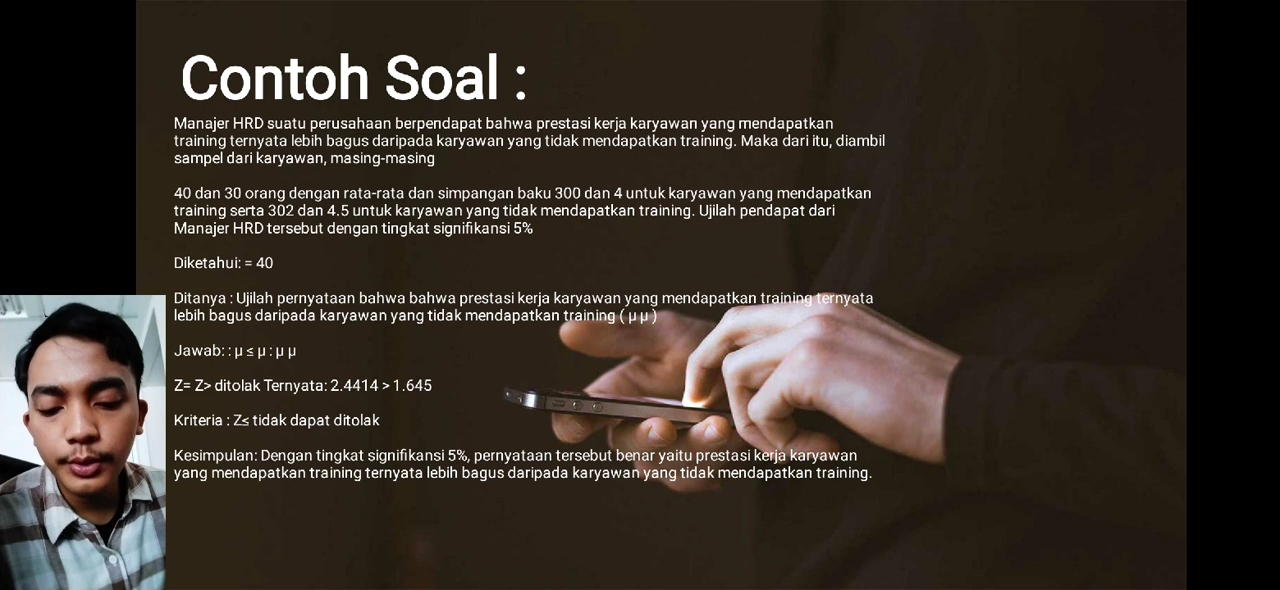 Contoh Soal :
Manajer HRD suatu perusahaan berpendapat bahwa prestasi kerja karyawan yang mendapatkan
training ternyata lebih bagus daripada karyawan yang tidak mendapatkan training. Maka dari itu, diambil
sampel dari karyawan, masing-masing
40 dan 30 orang dengan rata-rata dan simpangan baku 300 dan 4 untuk karyawan yang mendapatkan
training serta 302 dan 4.5 untuk karyawan yang tidak mendapatkan training. Ujilah pendapat dari
Manajer HRD tersebut dengan tingkat signifikansi 5%
Diketahui: = 40
Ditanya : Ujilah pernyataan bahwa bahwa prestasi kerja karyawan yang mendapatkan training ternyata
lebih bagus daripada karyawan yang tidak mendapatkan training ( μ μ )
Jawab: : μ ≤ μ : μ μ
Z= Z> ditolak Ternyata: 2.4414 > 1.645
Kriteria : Z≤ tidak dapat ditolak
Kesimpulan: Dengan tingkat signifikansi 5%, pernyataan tersebut benar yaitu prestasi kerja karyawan
yang mendapatkan training ternyata lebih bagus daripada karyawan yang tidak mendapatkan training.